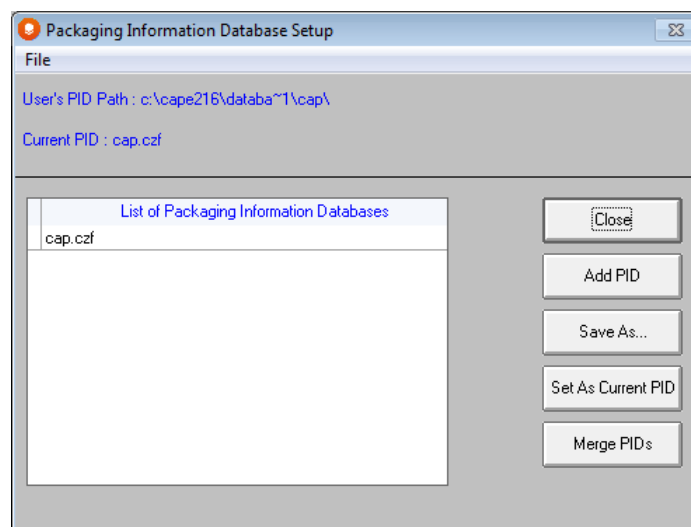 Packaging Information Database Setup
File
User's PID Path : c:\cape216\databa~1\cap\
Current PID : cap.czf
List of Packaging Information Databases
cap.czf
Close
Add PID
Save As...
Set As Current PID
Merge PIDs